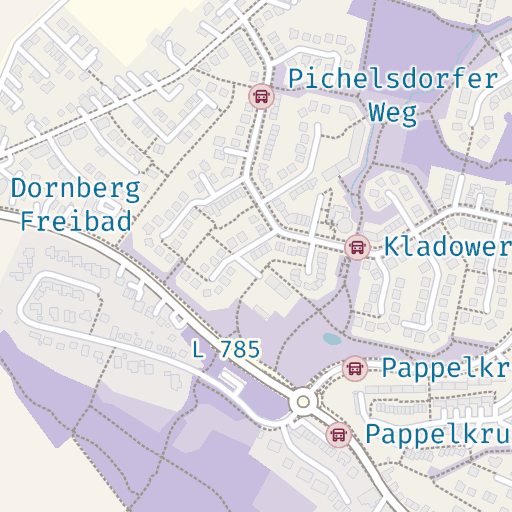 Pichelsdorfer
Weg
Dornberg
Freibad
Kladower
L 785
Pappelkr
Pappelkru